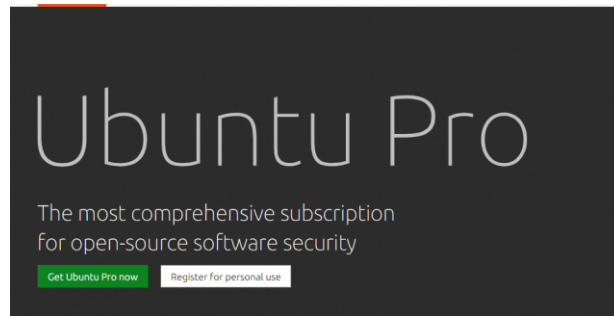 Ubuntu Pro
The most comprehensive subscription
for open-source software security
Get Ubuntu Pro now
Register for personal use